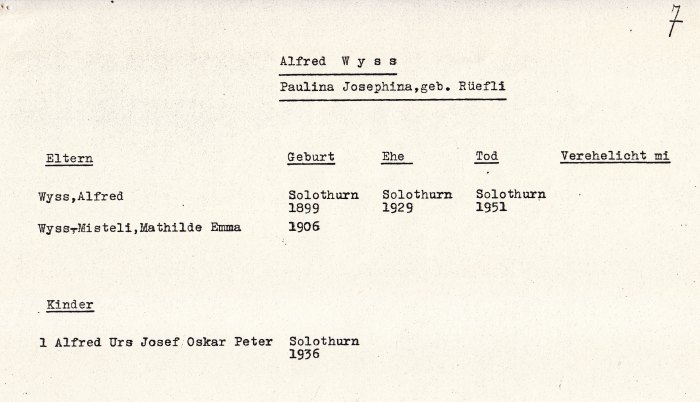 7
Alfred W y s s
Paulina Josephina,geb. Rüefli
Eltern Geburt Ehe Tod Verehelicht mi
Wyss,Alfred Solothurn Solothurn Solothurn
1899 1929 1951
Wyss-Misteli,Mathilde Emma 1906
Kinder
1 Alfred Urs Josef Oskar Peter Solothurn
1936